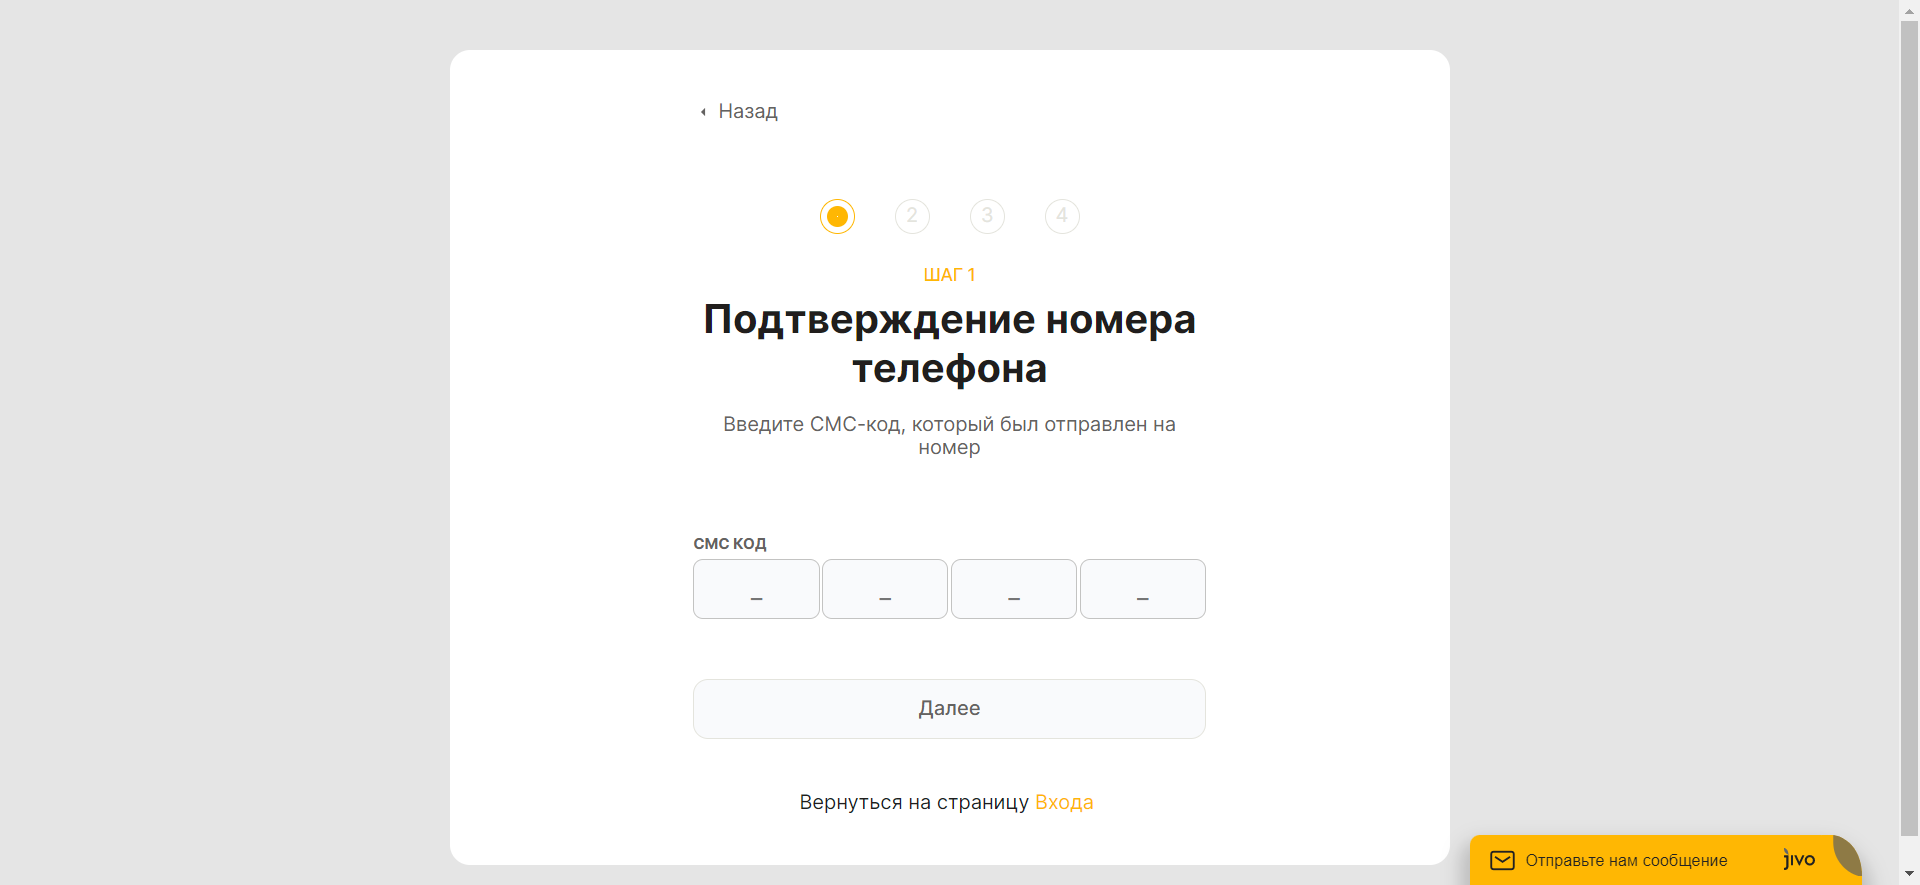 Назад
2 3 4
ШАГ 1
Подтверждение номера
телефона
Введите СМС-код, который был отправлен на
номер
СМС КОД
_ _ _ _
Далее
Вернуться на страницу Входа
Отправьте нам сообщение jivo